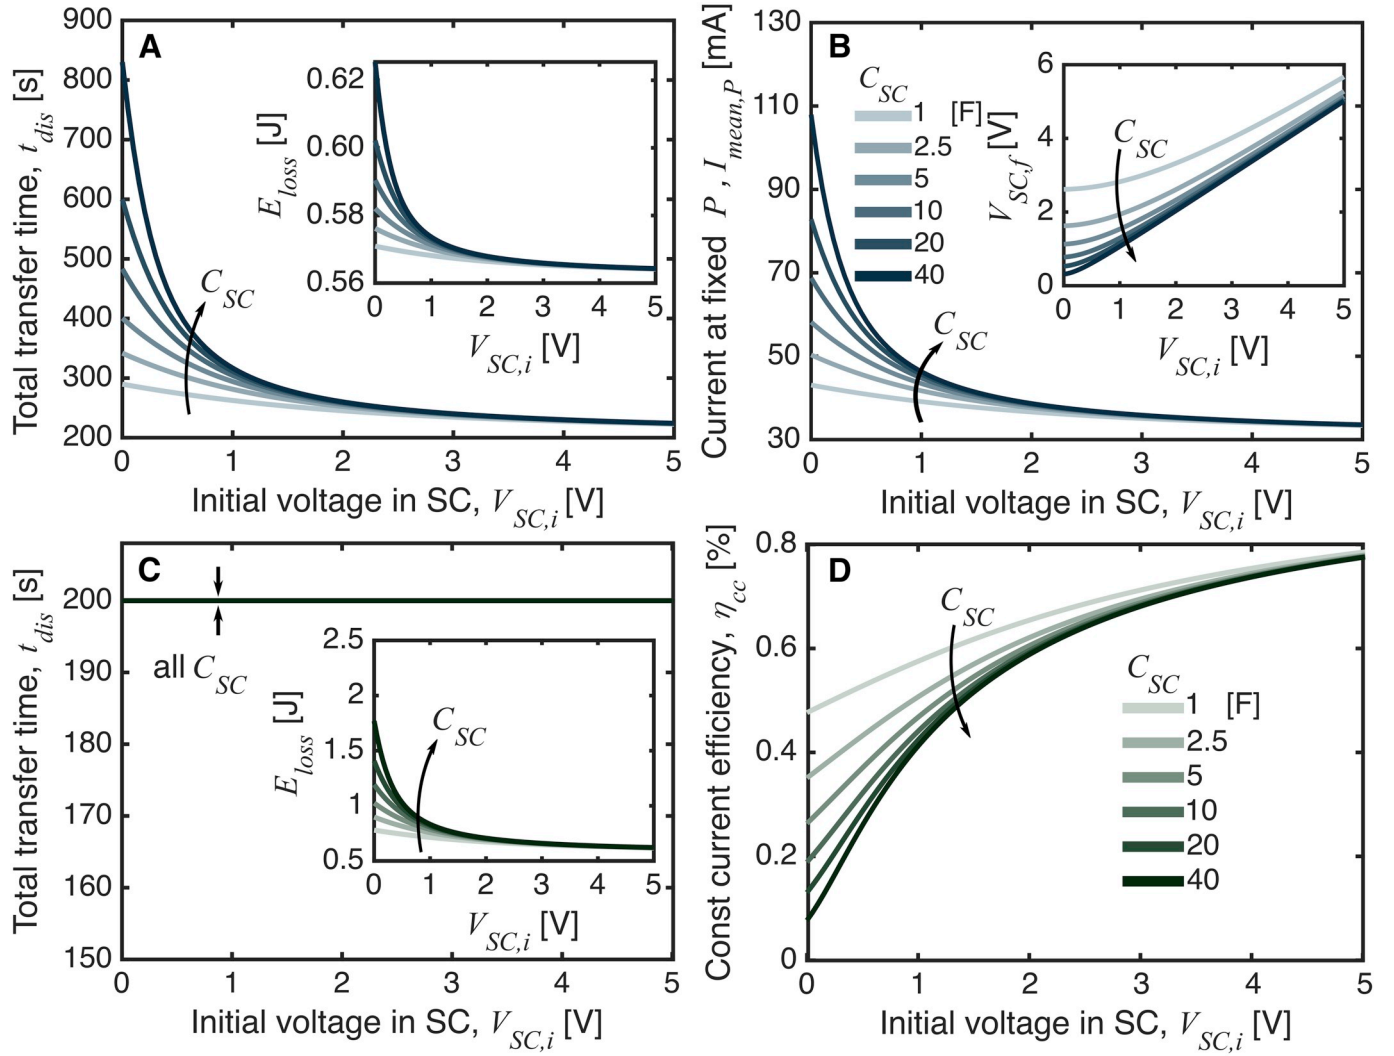 A
Total transfer time, t_dis [s]
900
800
700
600
500
400
300
200
0 1 2 3 4 5
Initial voltage in SC, V_SC,i [V]
C_SC
E_loss [J]
0.62
0.60
0.58
0.56
0 1 2 3 4 5
V_SC,i [V]
B
Current at fixed P , I_mean,P [mA]
130
110
90
70
50
30
0 1 2 3 4 5
Initial voltage in SC, V_SC,i [V]
C_SC
1 [F]
2.5
5
10
20
40
C_SC
V_SC,f [V]
6
4
2
0
C_SC
0 1 2 3 4 5
V_SC,i [V]
C
Total transfer time, t_dis [s]
200
190
180
170
160
150
0 1 2 3 4 5
Initial voltage in SC, V_SC,i [V]
all C_SC
E_loss [J]
2.5
2
1.5
1
0.5
C_SC
0 1 2 3 4 5
V_SC,i [V]
D
Const current efficiency, η_cc [%]
0.8
0.6
0.4
0.2
0
0 1 2 3 4 5
Initial voltage in SC, V_SC,i [V]
C_SC
C_SC
1 [F]
2.5
5
10
20
40